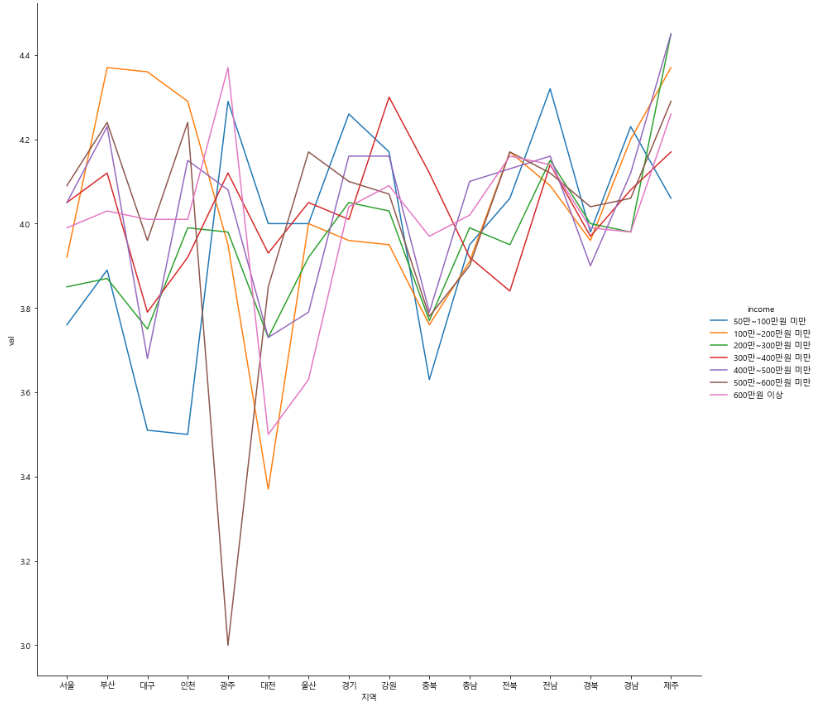 4.4
4.2
4.0
3.8
3.6
3.4
3.2
3.0
val
서울 부산 대구 인천 광주 대전 울산 경기 강원 충북 충남 전북 전남 경북 경남 제주
지역
income
50만~100만원 미만
100만~200만원 미만
200만~300만원 미만
300만~400만원 미만
400만~500만원 미만
500만~600만원 미만
600만원 이상